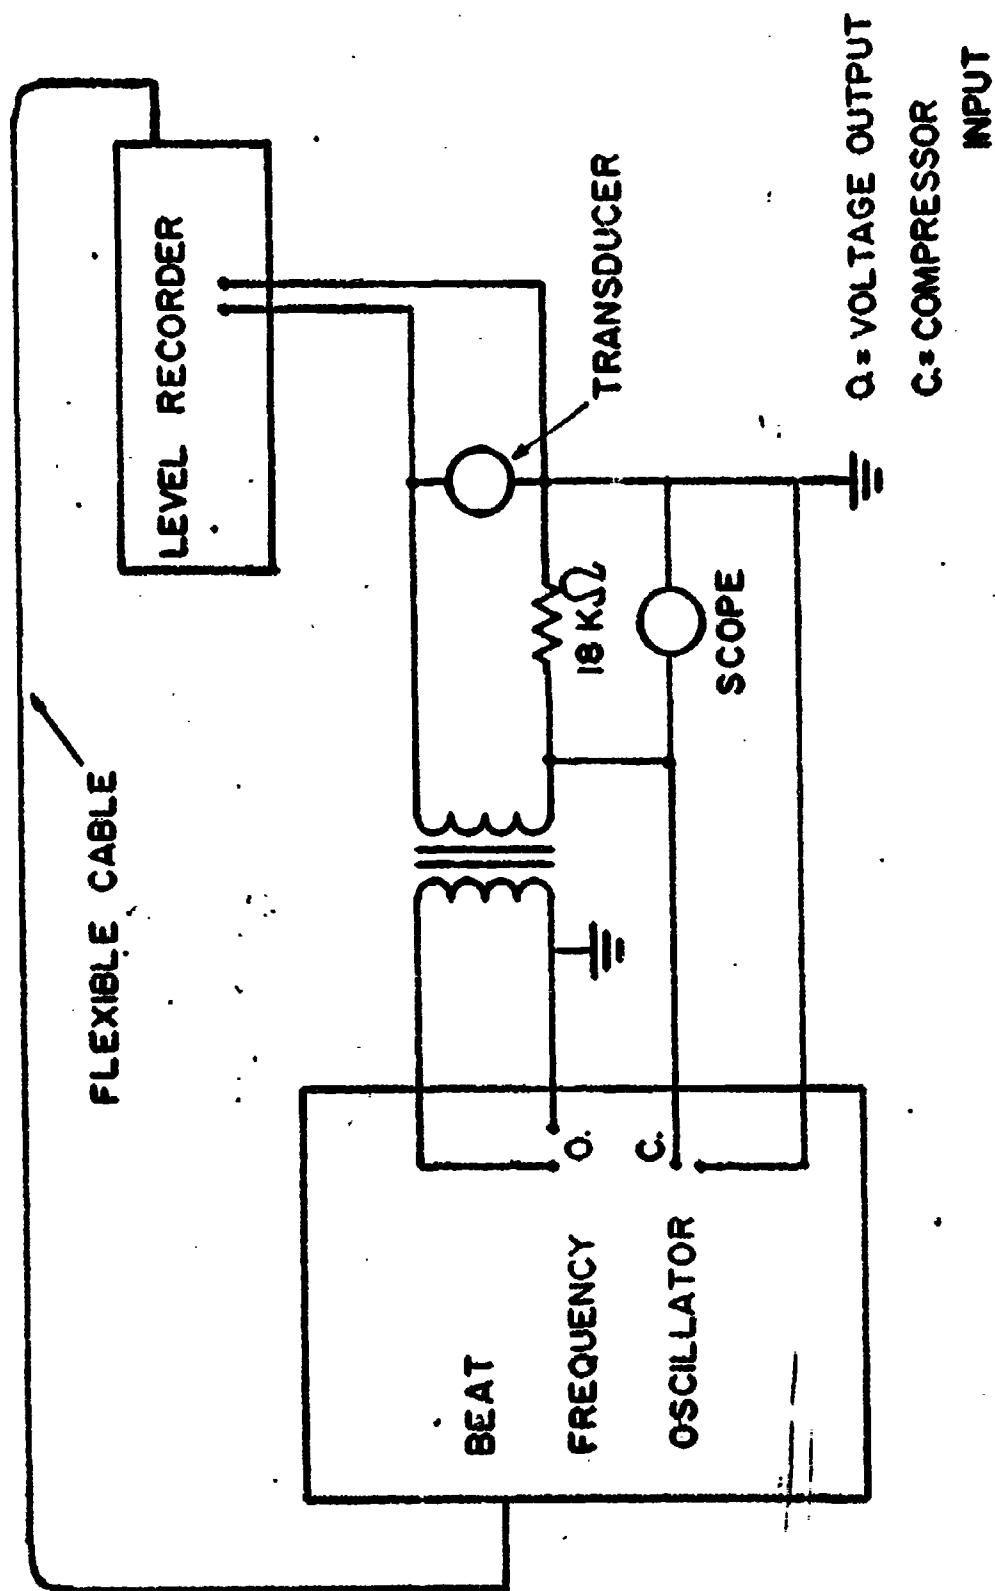 FLEXIBLE CABLE
LEVEL RECORDER
TRANSDUCER
18 KΩ
SCOPE
BEAT
FREQUENCY
OSCILLATOR
O.
C.
O.= VOLTAGE OUTPUT
C.= COMPRESSOR
INPUT